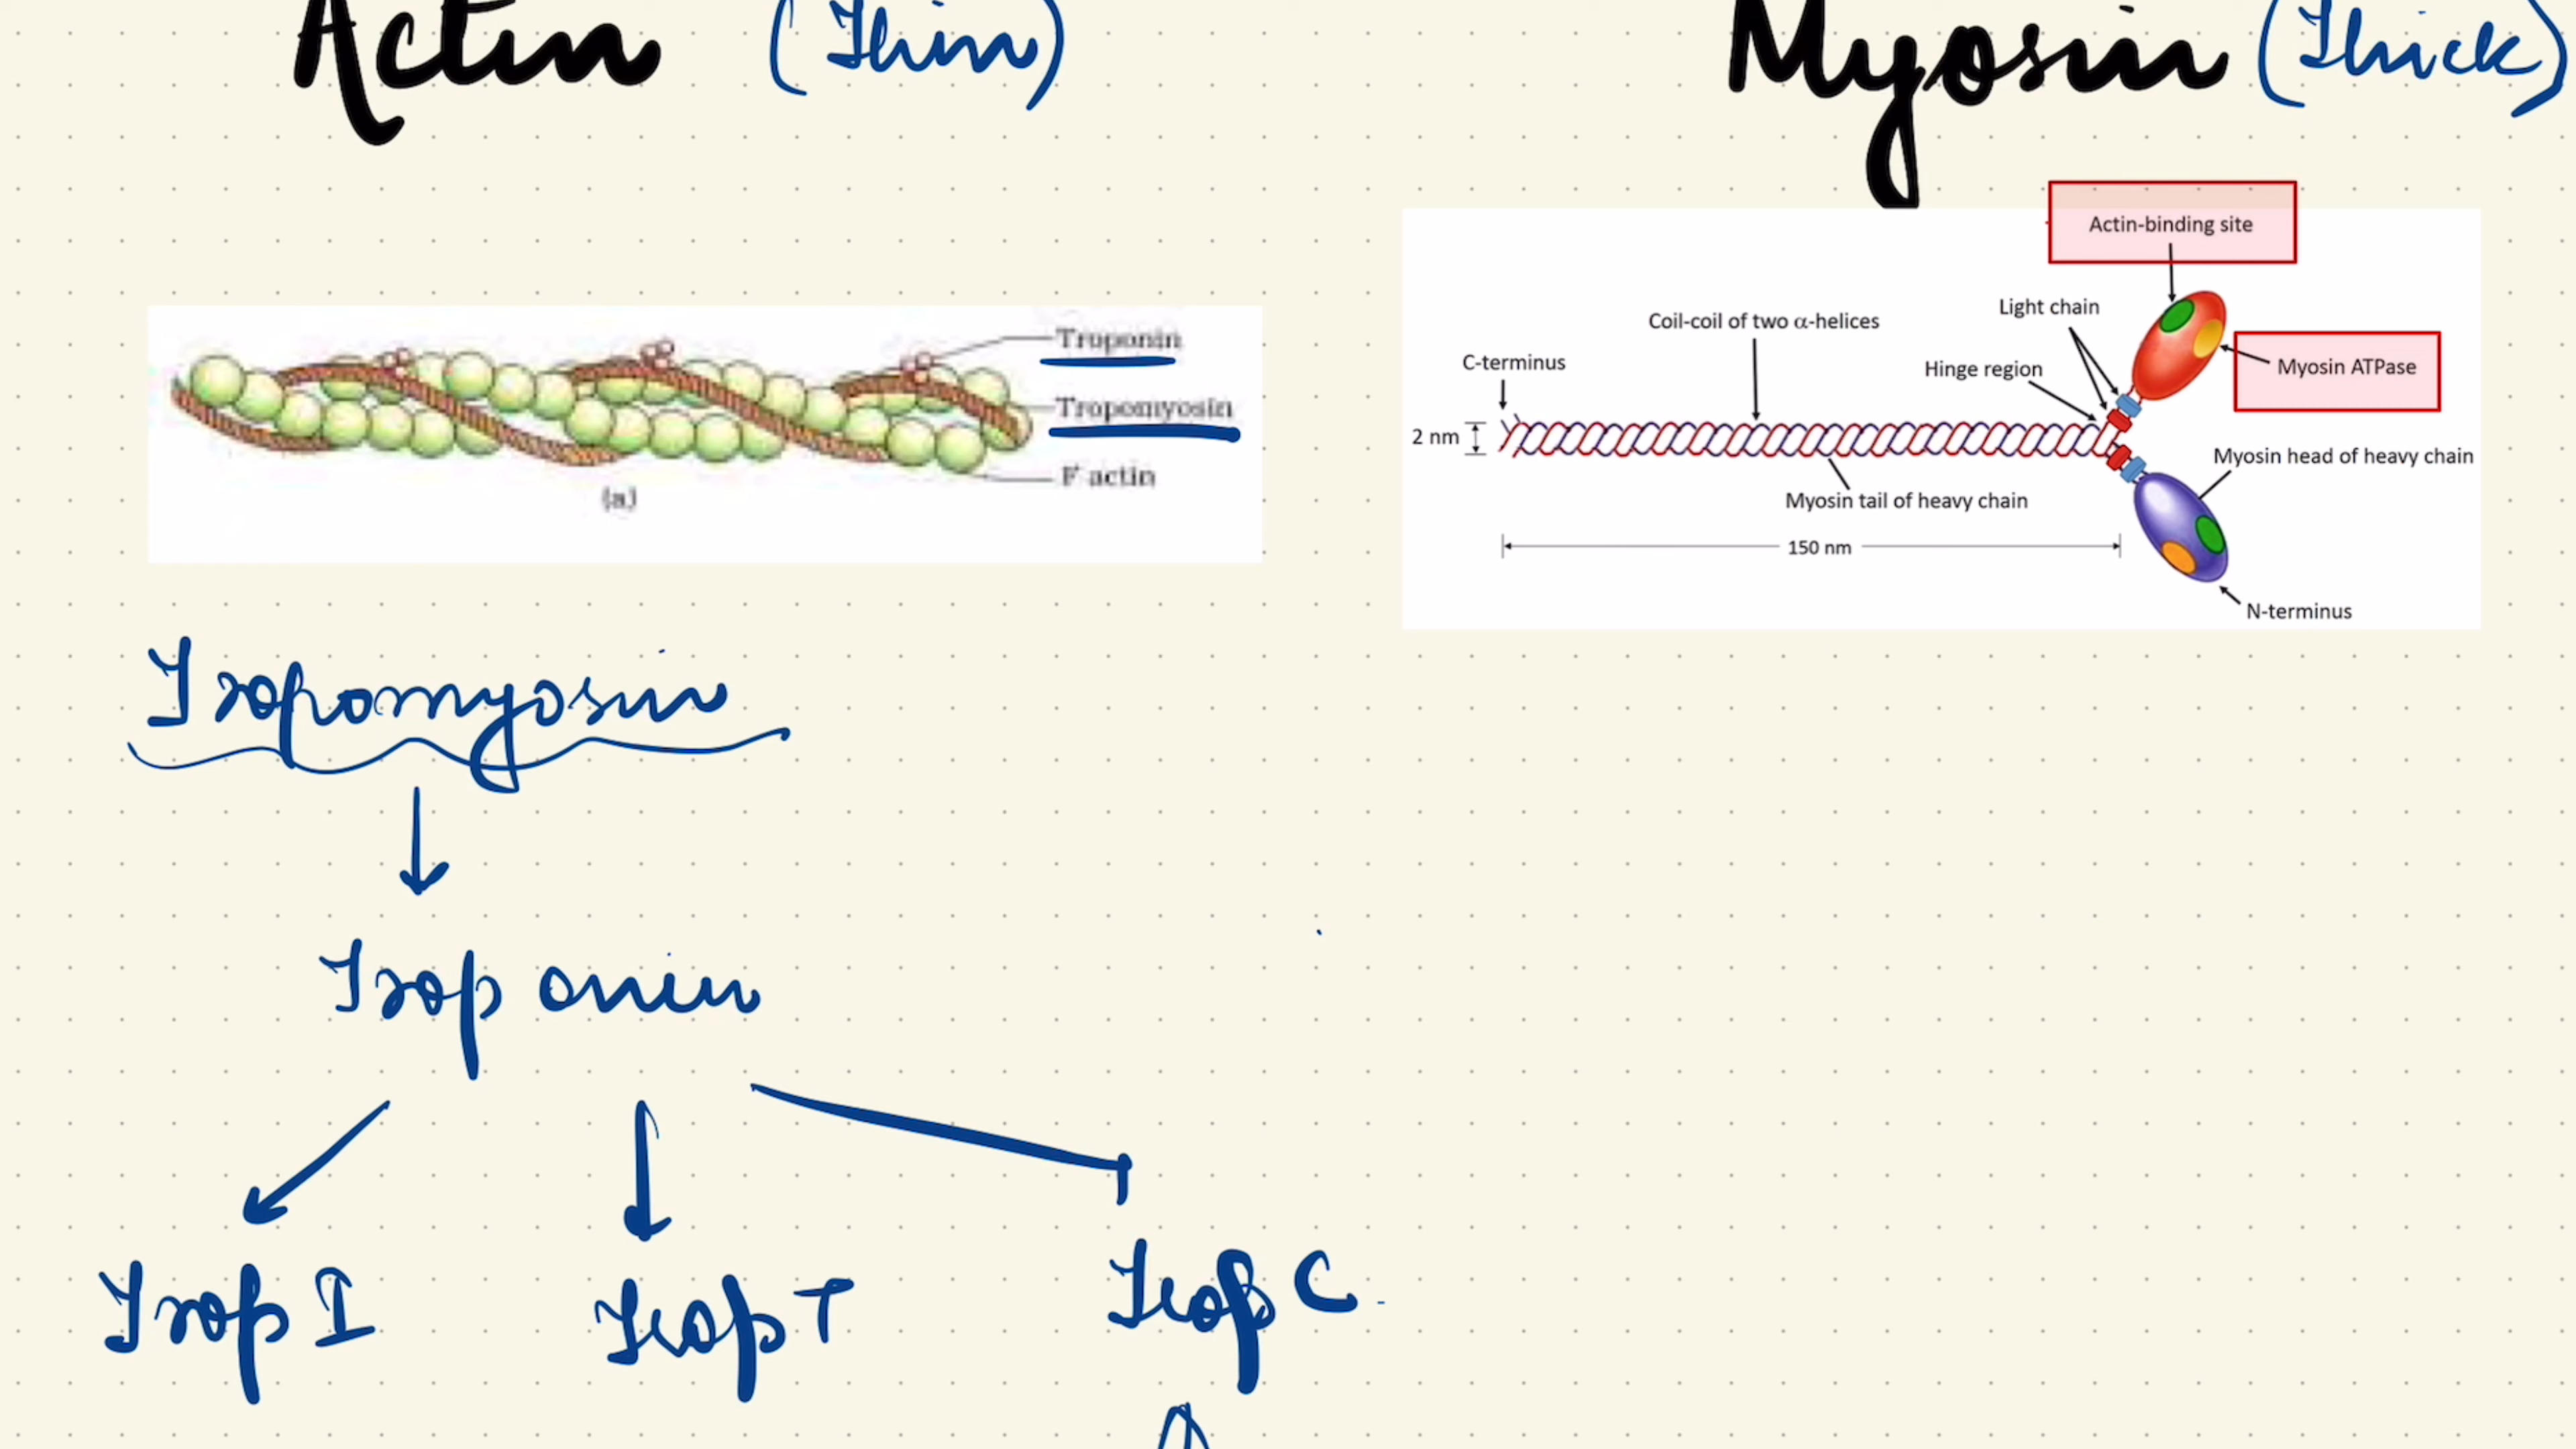 Actin (Thin)
Myosin (Thick)
Troponin
Tropomyosin
F actin
(a)
Actin-binding site
Light chain
Coil-coil of two α-helices
C-terminus
Hinge region
Myosin ATPase
2 nm
Myosin head of heavy chain
Myosin tail of heavy chain
150 nm
N-terminus
Tropomyosin
Troponin
Trop I
Trop T
Trop C